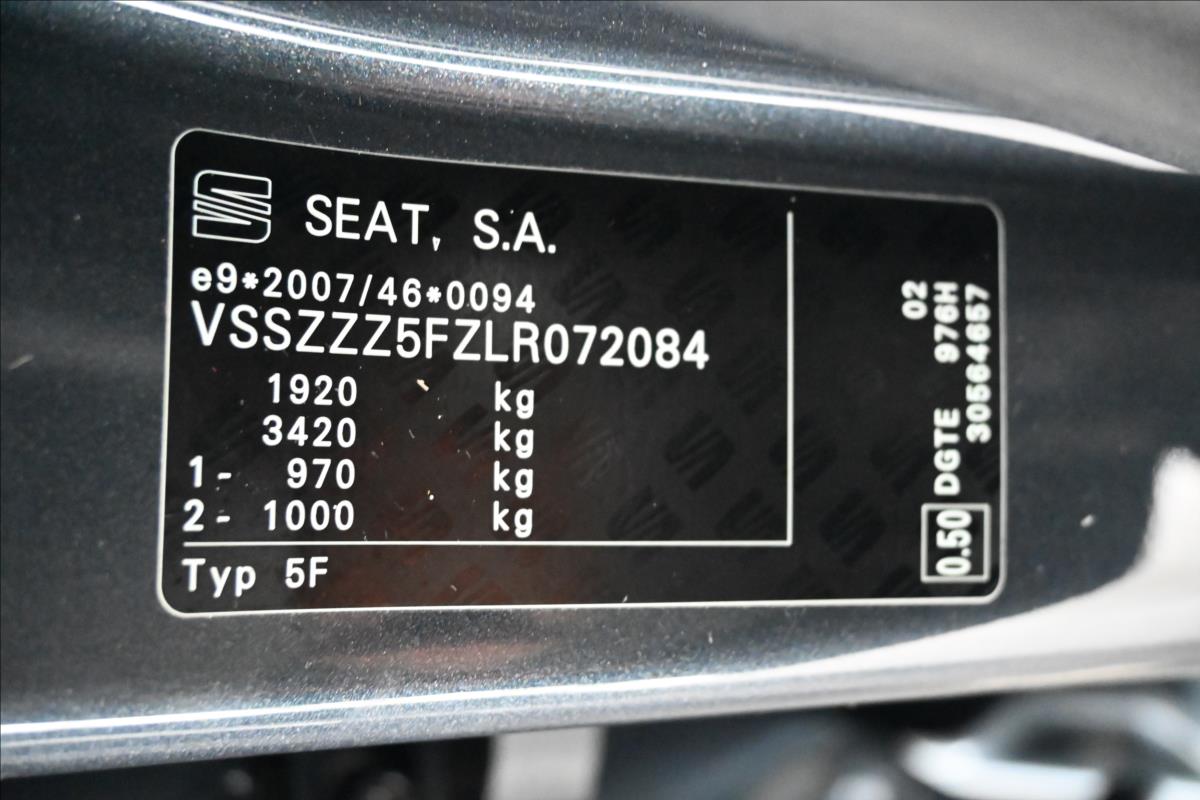 SEAT, S.A.
e9*2007/46*0094
VSSZZZ5FZLR072084
1920 kg
3420 kg
1- 970 kg
2- 1000 kg
Typ 5F
02
0.50 DGTE 976H
30564657